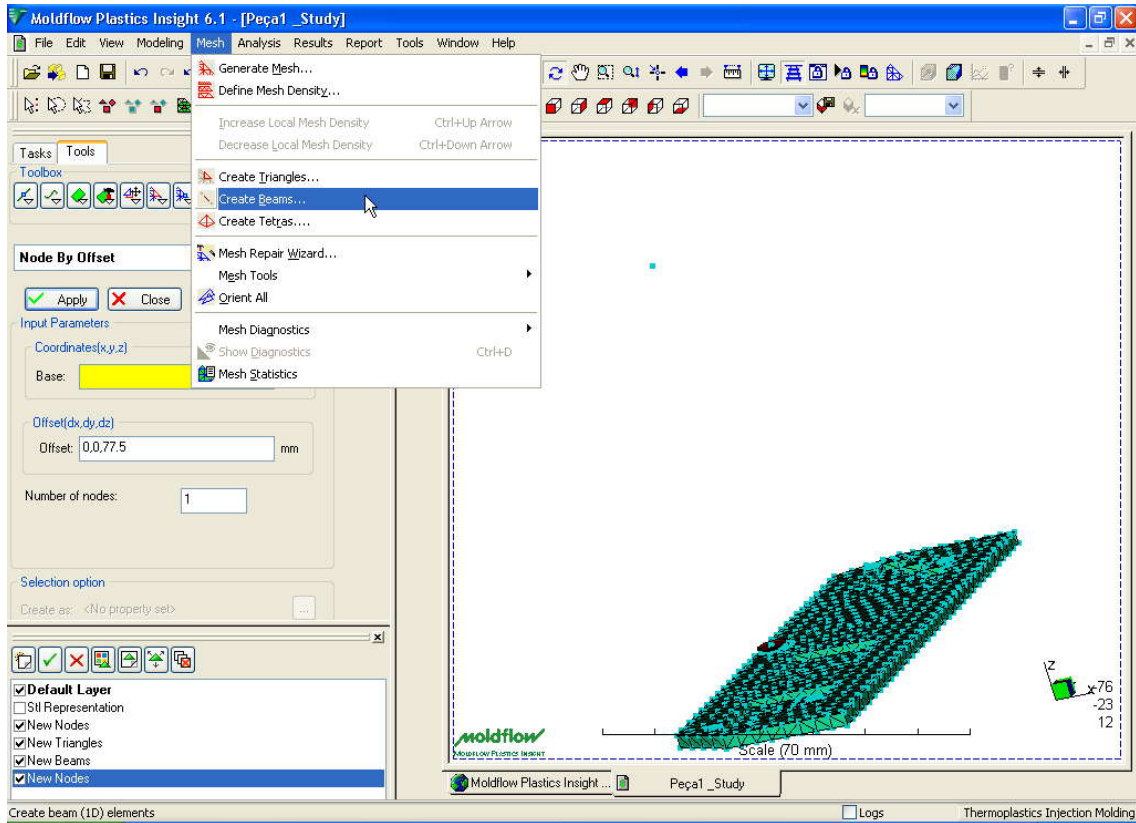 Moldflow Plastics Insight 6.1 - [Peça1 _Study]
File Edit View Modeling Mesh Analysis Results Report Tools Window Help
Generate Mesh...
Define Mesh Density...
Increase Local Mesh Density Ctrl+Up Arrow
Decrease Local Mesh Density Ctrl+Down Arrow
Create Triangles...
Create Beams...
Create Tetras....
Mesh Repair Wizard...
Mesh Tools
Orient All
Mesh Diagnostics
Show Diagnostics Ctrl+D
Mesh Statistics
Tasks Tools
Toolbox
Node By Offset
Apply Close
Input Parameters
Coordinates(x,y,z)
Base:
Offset(dx,dy,dz)
Offset: 0,0,77.5 mm
Number of nodes: 1
Selection option
Create as: <No property set> ...
Default Layer
Stl Representation
New Nodes
New Triangles
New Beams
New Nodes
Z
x -76
-23
12
moldflow
MOLDFLOW PLASTICS INSIGHT
Scale (70 mm)
Moldflow Plastics Insight ... Peça1 _Study
Create beam (1D) elements Logs Thermoplastics Injection Molding